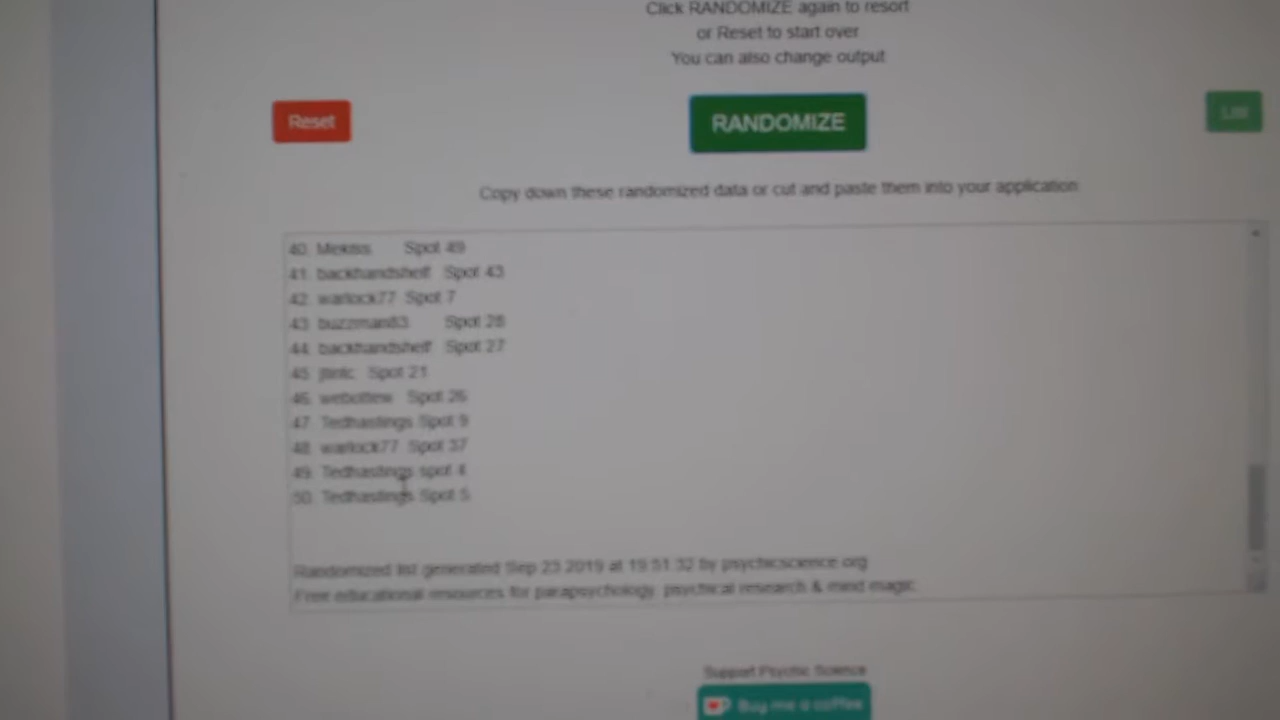 Click RANDOMIZE again to resort
or Reset to start over
You can also change output
Reset
RANDOMIZE
List
Copy down these randomized data or cut and paste them into your application
40. Spot 49
41. backhandshelf Spot 43
42. warlock77 Spot 7
43. buzzman83 Spot 28
44. backhandshelf Spot 27
45. Spot 21
46. Spot 26
47. Tedhastings Spot 9
48. warlock77 Spot 37
49. Tedhastings spot 4
50. Tedhastings Spot 5
Randomized list generated Sep 23 2019 at 19:51:32 by psychicscience.org
Free educational resources for parapsychology, psychical research & mind magic.
Support Psychic Science
Buy me a coffee